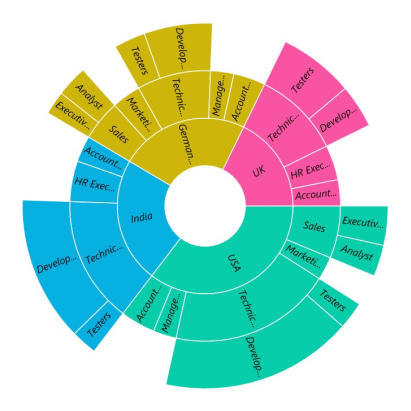 Develop...
Testers
Testers
Technic...
Manage...
Account...
Analyst
Executiv...
Marketi...
Sales
German...
Technic...
Develop...
Account...
HR Exec...
UK
HR Exec...
Account...
India
USA
Sales
Executiv...
Analyst
Technic...
Develop...
Marketi...
Account...
Manage...
Technic...
Testers
Testers
Develop...